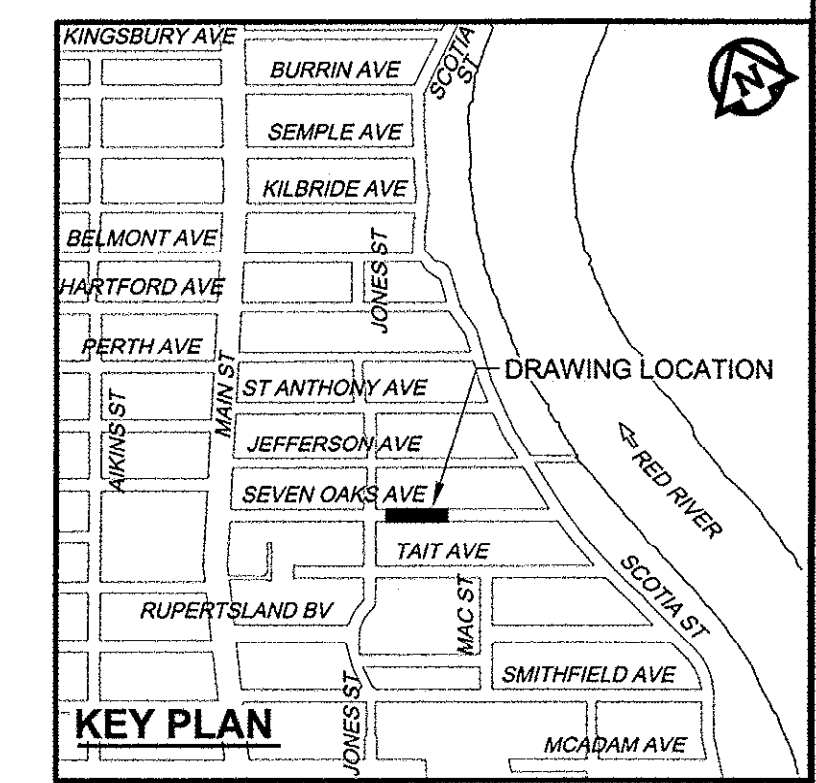 KINGSBURY AVE
BURRIN AVE
SCOTIA
ST
N
SEMPLE AVE
KILBRIDE AVE
BELMONT AVE
JONES ST
HARTFORD AVE
PERTH AVE
MAIN ST
AIKINS ST
DRAWING LOCATION
ST ANTHONY AVE
JEFFERSON AVE
RED RIVER
SEVEN OAKS AVE
TAIT AVE
SCOTIA ST
MAC ST
RUPERTSLAND BV
SMITHFIELD AVE
JONES ST
KEY PLAN
MCADAM AVE